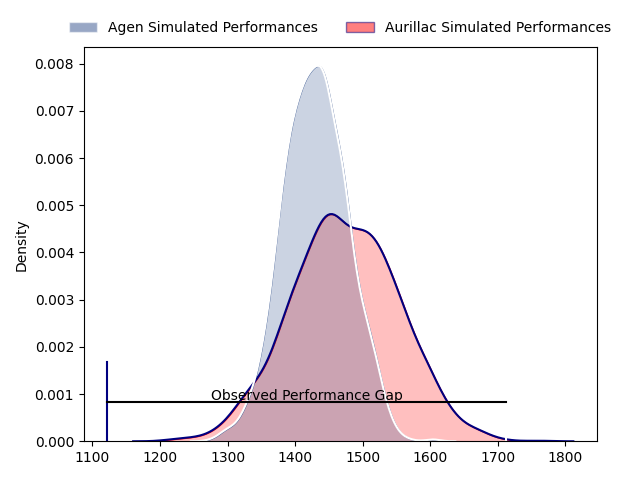 Agen Simulated Performances
Aurillac Simulated Performances
Density
0.008
0.007
0.006
0.005
0.004
0.003
0.002
0.001
0.000
Observed Performance Gap
1100 1200 1300 1400 1500 1600 1700 1800